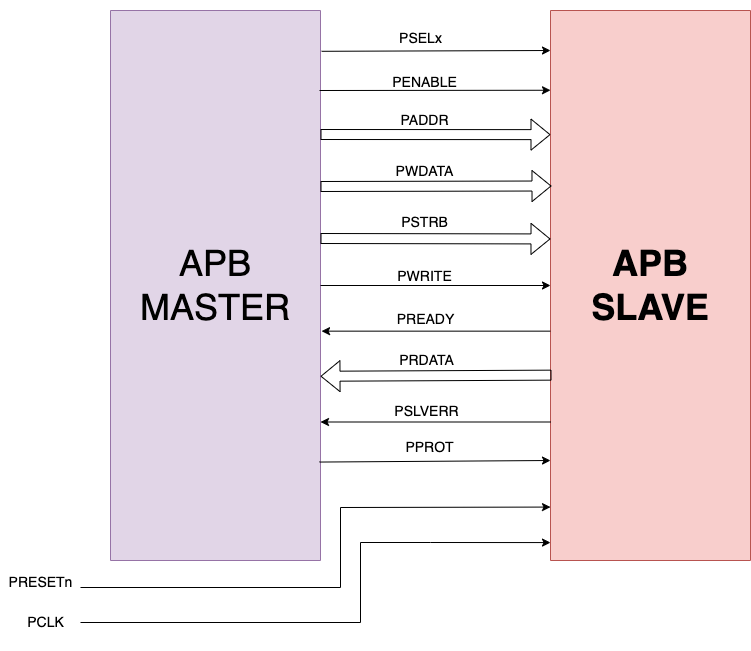 PSELx
PENABLE
PADDR
PWDATA
PSTRB
APB
MASTER
APB
SLAVE
PWRITE
PREADY
PRDATA
PSLVERR
PPROT
PRESETn
PCLK